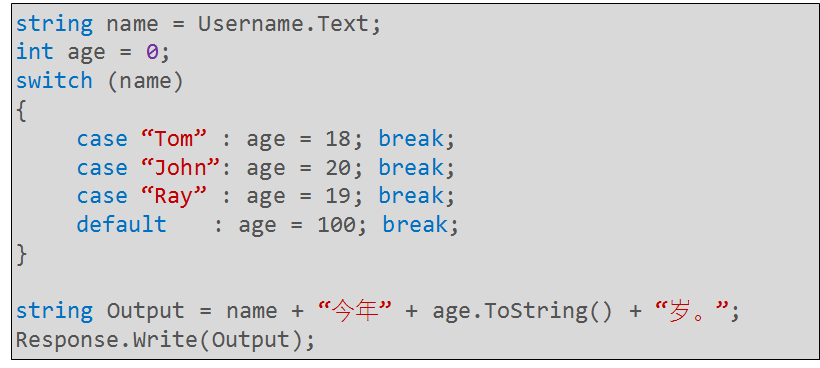 string name = Username.Text;
int age = 0;
switch (name)
{
case “Tom” : age = 18; break;
case “John”: age = 20; break;
case “Ray” : age = 19; break;
default : age = 100; break;
}
string Output = name + “今年” + age.ToString() + “岁。”;
Response.Write(Output);